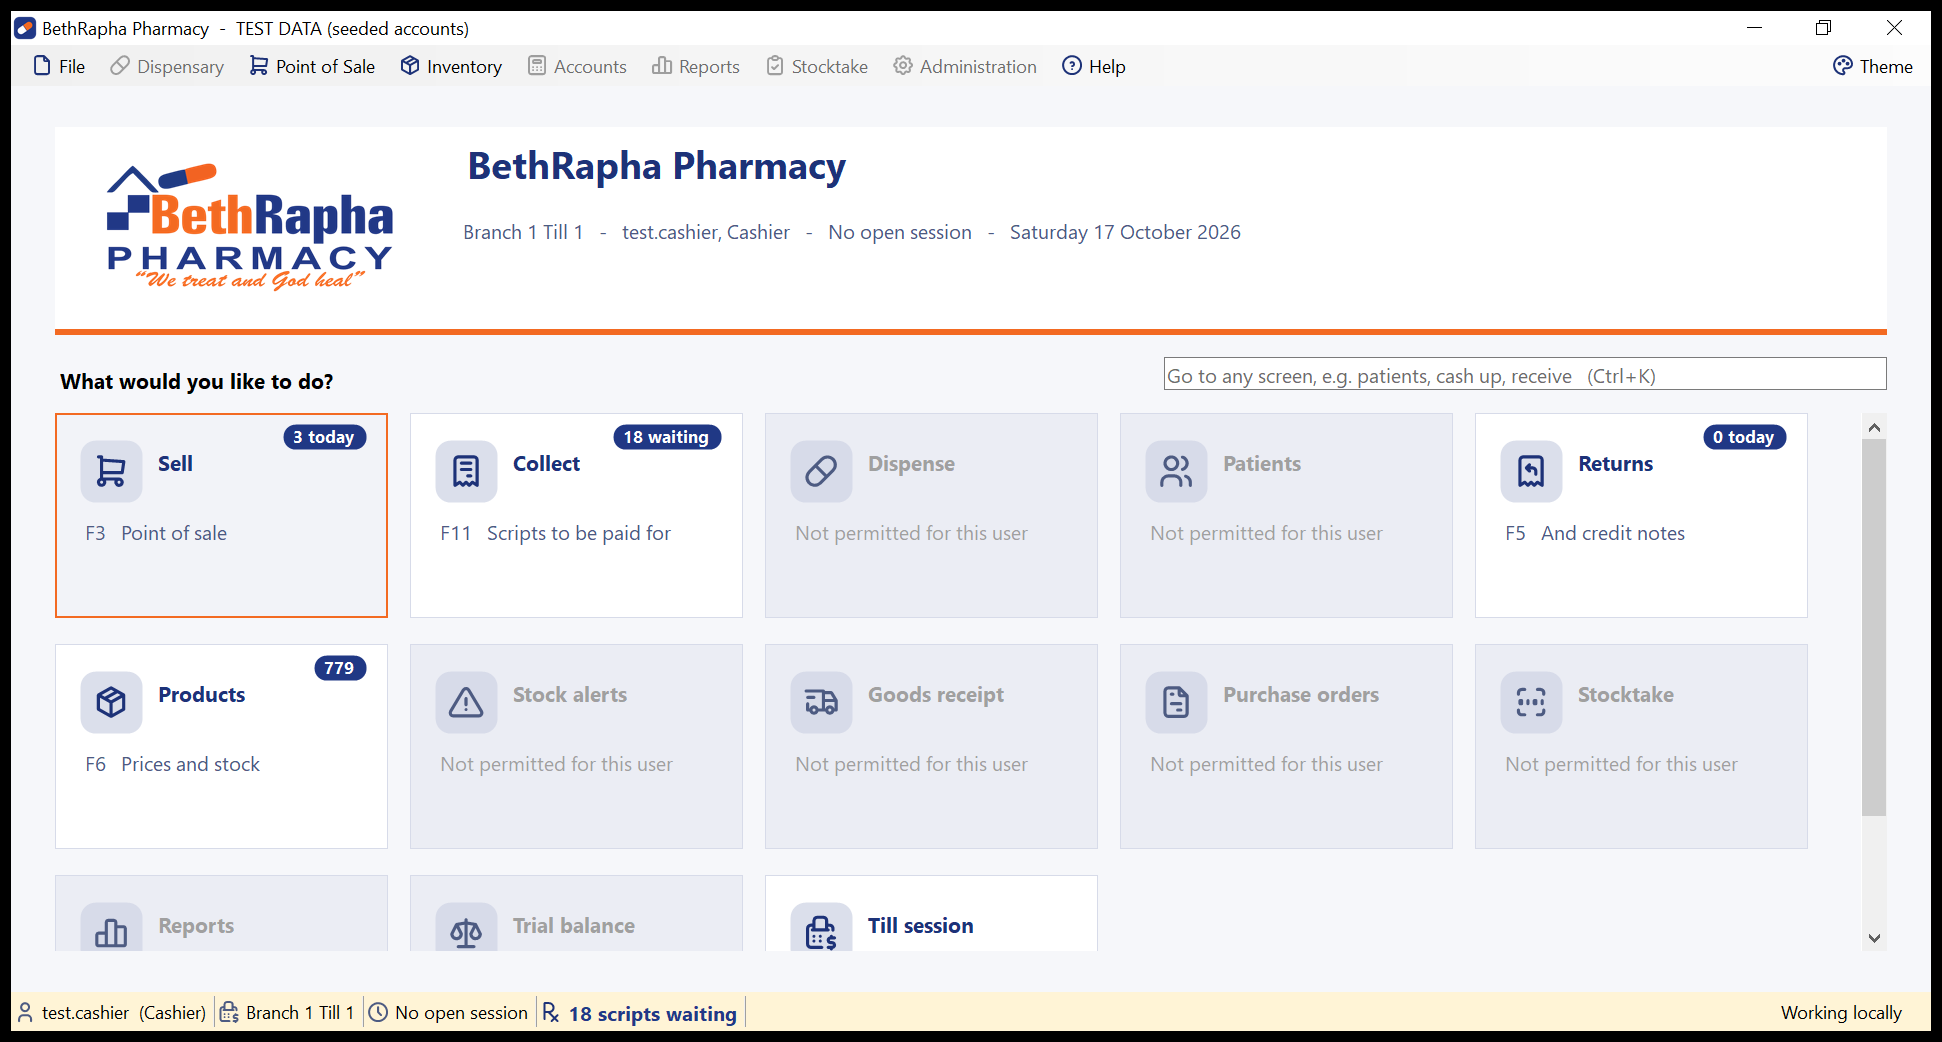 BethRapha Pharmacy - TEST DATA (seeded accounts)
File Dispensary Point of Sale Inventory Accounts Reports Stocktake Administration Help Theme
BethRapha
PHARMACY
“We treat and God heal”
BethRapha Pharmacy
Branch 1 Till 1 - test.cashier, Cashier - No open session - Saturday 17 October 2026
What would you like to do?
Go to any screen, e.g. patients, cash up, receive (Ctrl+K)
3 today
Sell
F3 Point of sale
18 waiting
Collect
F11 Scripts to be paid for
Dispense
Not permitted for this user
Patients
Not permitted for this user
0 today
Returns
F5 And credit notes
779
Products
F6 Prices and stock
Stock alerts
Not permitted for this user
Goods receipt
Not permitted for this user
Purchase orders
Not permitted for this user
Stocktake
Not permitted for this user
Reports
Trial balance
Till session
test.cashier (Cashier) Branch 1 Till 1 No open session 18 scripts waiting Working locally